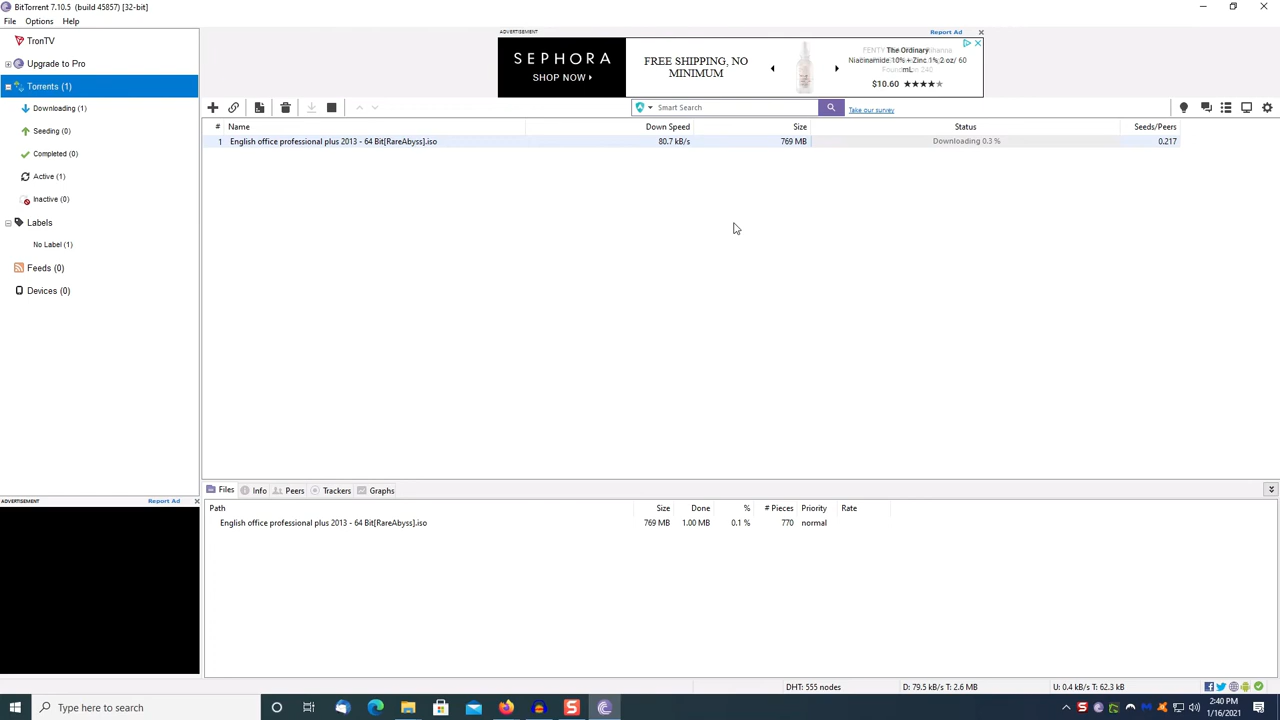 BitTorrent 7.10.5  (build 45857) [32-bit]
File Options Help
TronTV
Upgrade to Pro
Torrents (1)
Downloading (1)
Seeding (0)
Completed (0)
Active (1)
Inactive (0)
Labels
No Label (1)
Feeds (0)
Devices (0)
ADVERTISEMENT Report Ad
SEPHORA
SHOP NOW
FREE SHIPPING, NO
MINIMUM
The Ordinary
Niacinamide 10% + Zinc 1% 2 oz/ 60
mL
$10.60
Smart Search
Take our survey
# Name Down Speed Size Status Seeds/Peers
1 English office professional plus 2013 - 64 Bit[RareAbyss].iso 80.7 kB/s 769 MB Downloading 0.3 % 0.217
Files Info Peers Trackers Graphs
ADVERTISEMENT Report Ad
Path Size Done % # Pieces Priority Rate
English office professional plus 2013 - 64 Bit[RareAbyss].iso 769 MB 1.00 MB 0.1 % 770 normal
DHT: 555 nodes D: 79.5 kB/s T: 2.6 MB U: 0.4 kB/s T: 62.3 kB
Type here to search
2:40 PM
1/16/2021